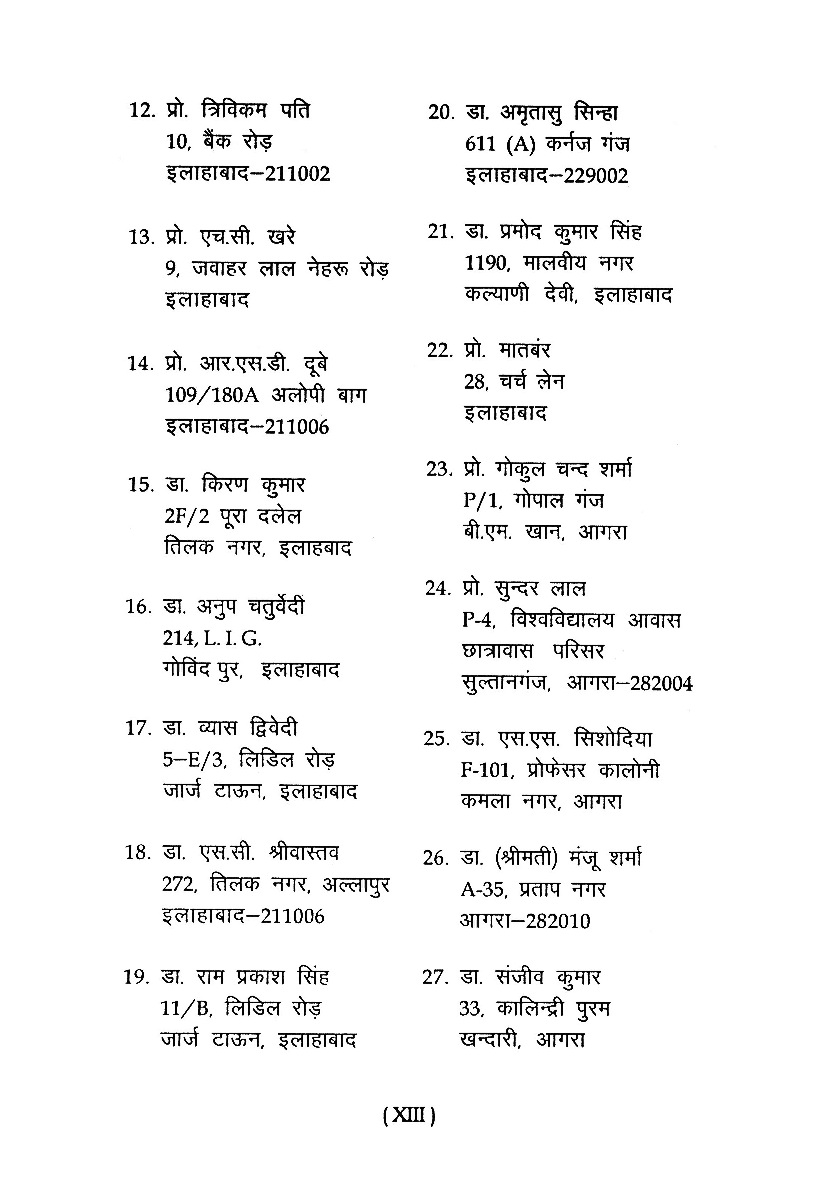 12. प्रो. त्रिविकम पति
10, बैंक रोड़
इलाहाबाद–211002
13. प्रो. एच.सी. खरे
9, जवाहर लाल नेहरू रोड़
इलाहाबाद
14. प्रो. आर.एस.डी. दूबे
109/180A अलोपी बाग
इलाहाबाद–211006
15. डा. किरण कुमार
2F/2 पूरा दलेल
तिलक नगर, इलाहबाद
16. डा. अनुप चतुर्वेदी
214, L. I. G.
गोविंद पुर, इलाहाबाद
17. डा. व्यास द्विवेदी
5–E/3, लिडिल रोड़
जार्ज टाऊन, इलाहाबाद
18. डा. एस.सी. श्रीवास्तव
272, तिलक नगर, अल्लापुर
इलाहाबाद–211006
19. डा. राम प्रकाश सिंह
11/B, लिडिल रोड़
जार्ज टाऊन, इलाहाबाद
20. डा. अमृतासु सिन्हा
611 (A) कर्नज गंज
इलाहाबाद–229002
21. डा. प्रमोद कुमार सिंह
1190, मालवीय नगर
कल्याणी देवी, इलाहाबाद
22. प्रो. मातबंर
28, चर्च लेन
इलाहाबाद
23. प्रो. गोकुल चन्द शर्मा
P/1, गोपाल गंज
बी.एम. खान, आगरा
24. प्रो. सुन्दर लाल
P-4, विश्वविद्यालय आवास
छात्रावास परिसर
सुल्तानगंज, आगरा–282004
25. डा. एस.एस. सिशोदिया
F-101, प्रोफेसर कालोनी
कमला नगर, आगरा
26. डा. (श्रीमती) मंजू शर्मा
A-35, प्रताप नगर
आगरा–282010
27. डा. संजीव कुमार
33, कालिन्द्री पुरम
खन्दारी, आगरा
(XIII)